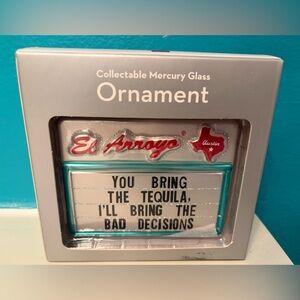 Collectable Mercury Glass
Ornament
El Arroyo
Austin
YOU BRING
THE TEQUILA,
I'LL BRING THE
BAD DECISIONS